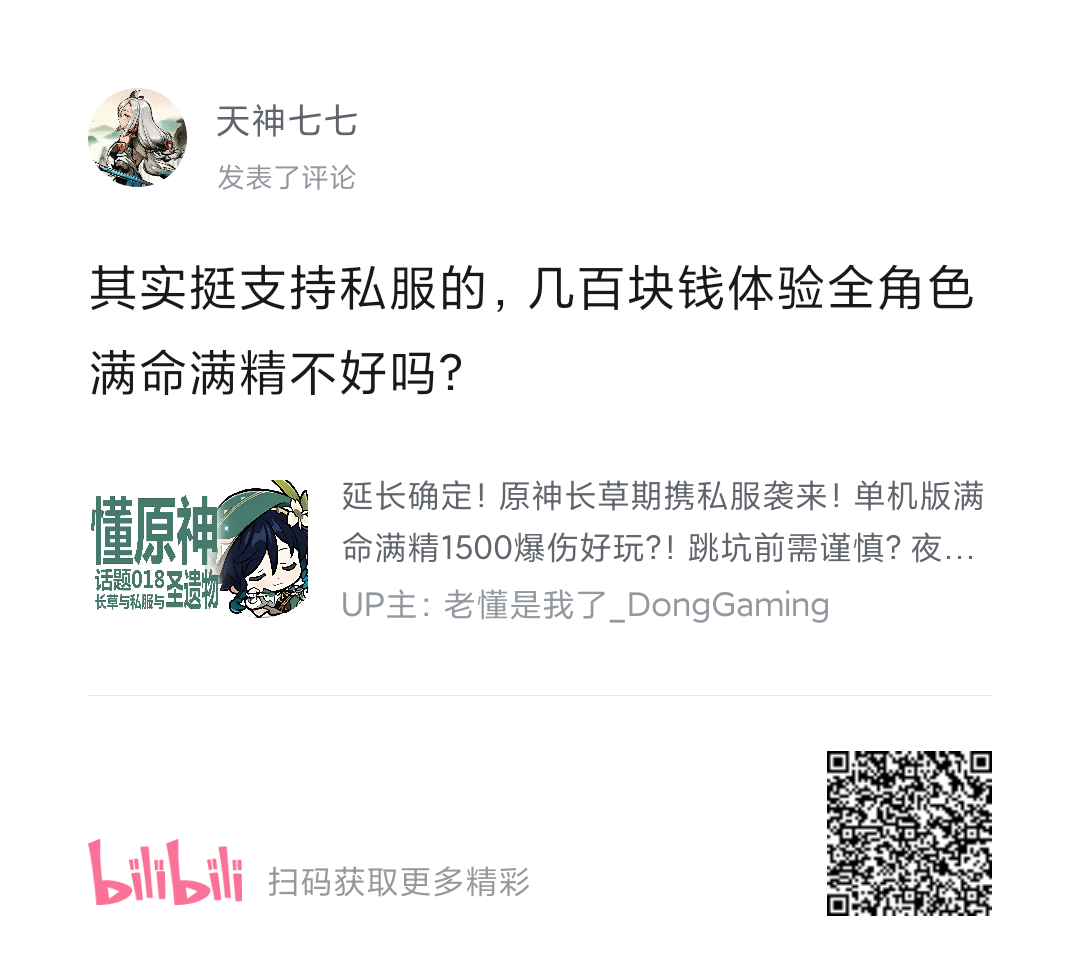 天神七七
发表了评论
其实挺支持私服的，几百块钱体验全角色
满命满精不好吗？
懂原神
话题018
长草与私服与圣遗物
延长确定！原神长草期携私服袭来！单机版满
命满精1500爆伤好玩？！跳坑前需谨慎？夜...
UP主：老懂是我了_DongGaming
bilibili
扫码获取更多精彩